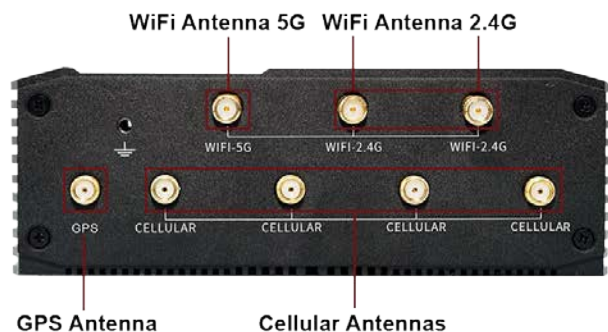 WiFi Antenna 5G WiFi Antenna 2.4G
WIFI-5G WIFI-2.4G WIFI-2.4G
GPS CELLULAR CELLULAR CELLULAR CELLULAR
GPS Antenna Cellular Antennas